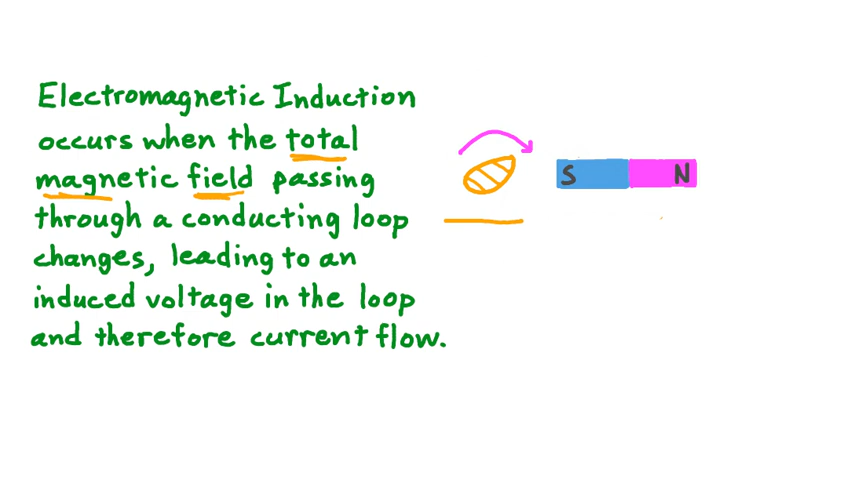 Electromagnetic Induction
occurs when the total
magnetic field passing
through a conducting loop
changes, leading to an
induced voltage in the loop
and therefore current flow.
S N